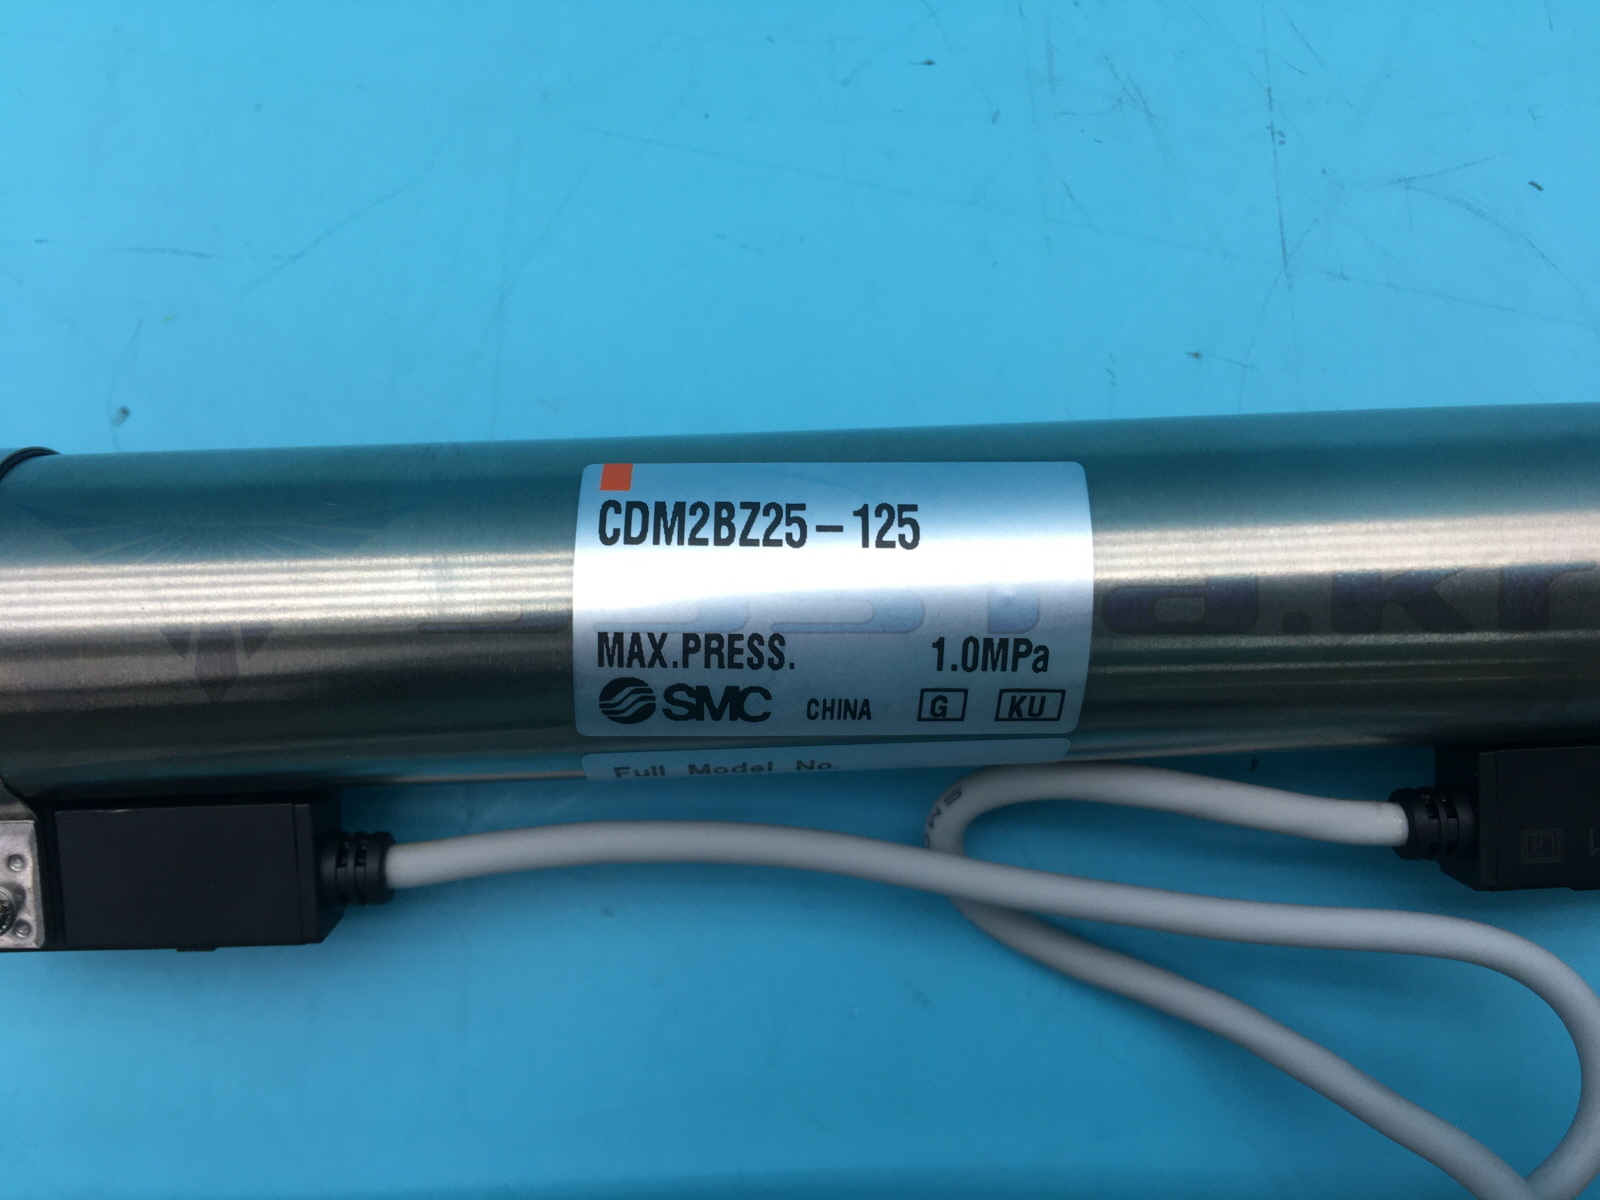 CDM2BZ25-125
MAX.PRESS. 1.0MPa
SMC CHINA G KU
Full Model No.